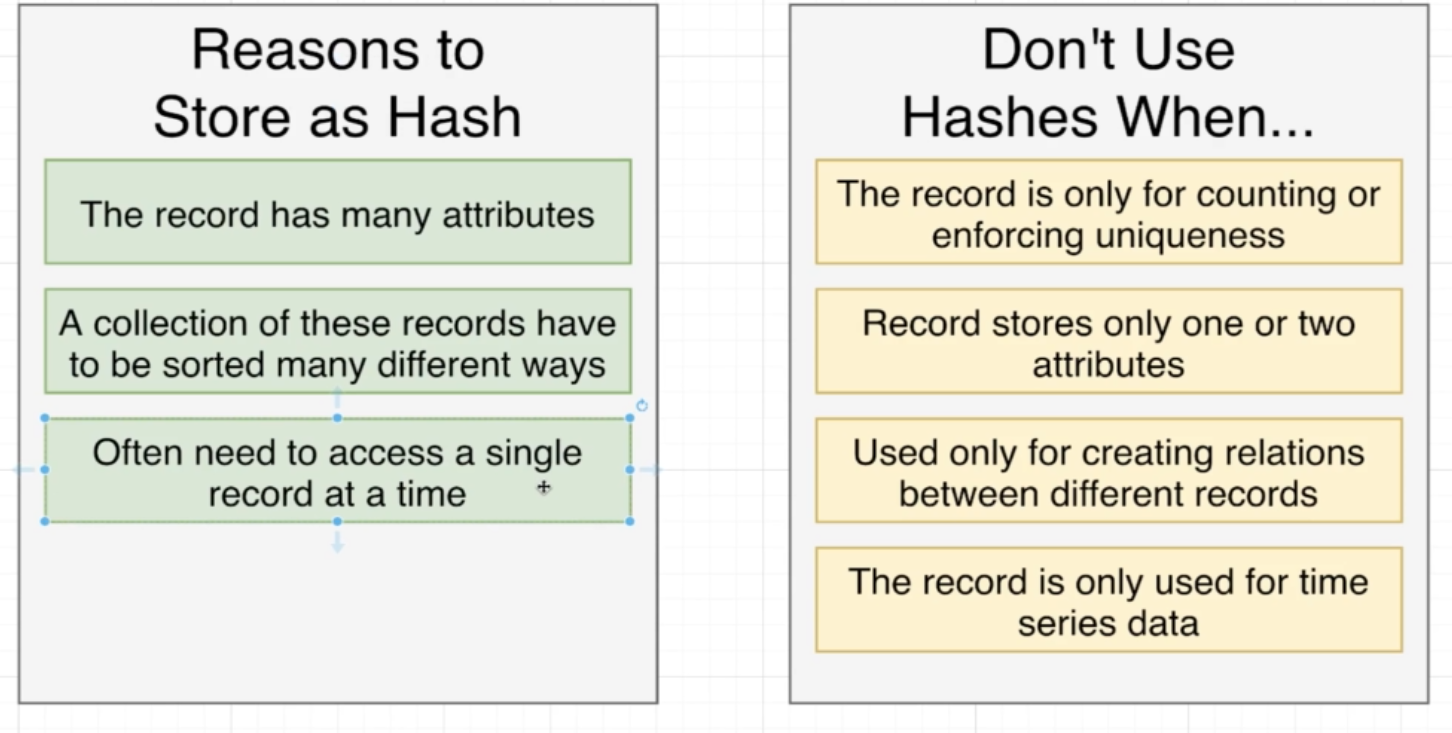 Reasons to
Store as Hash
The record has many attributes
A collection of these records have
to be sorted many different ways
Often need to access a single
record at a time
Don't Use
Hashes When...
The record is only for counting or
enforcing uniqueness
Record stores only one or two
attributes
Used only for creating relations
between different records
The record is only used for time
series data